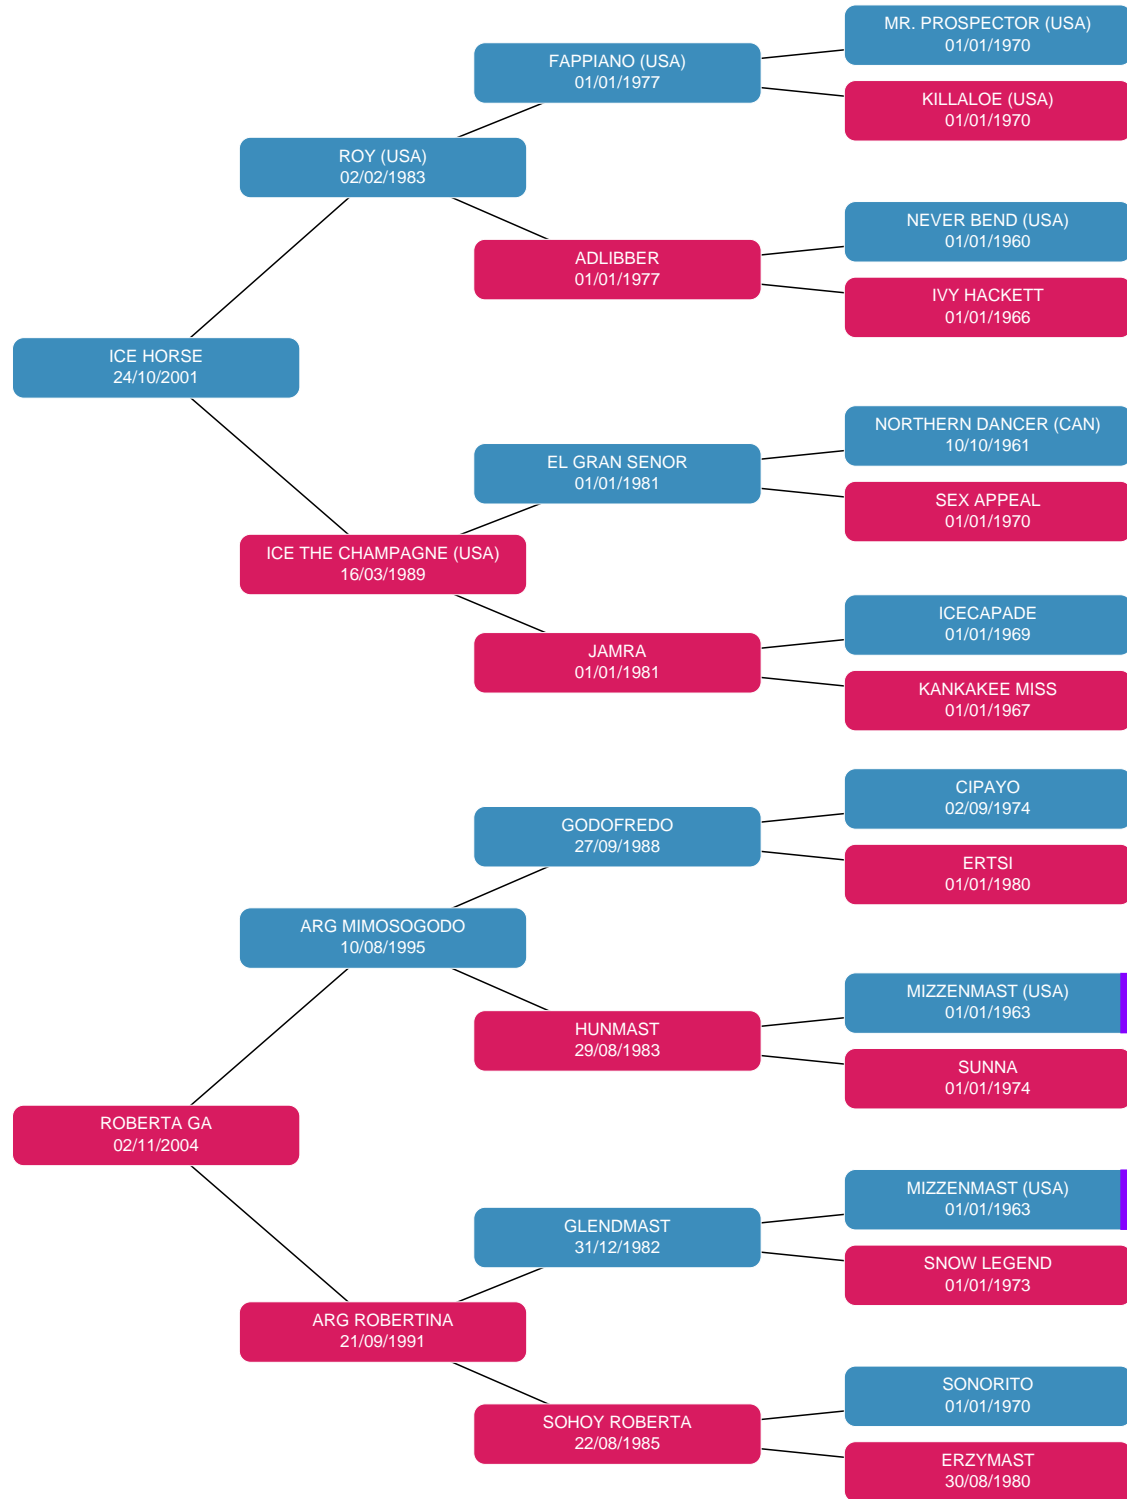 MR. PROSPECTOR (USA)
01/01/1970
FAPPIANO (USA)
01/01/1977
KILLALOE (USA)
01/01/1970
ROY (USA)
02/02/1983
NEVER BEND (USA)
01/01/1960
ADLIBBER
01/01/1977
IVY HACKETT
01/01/1966
ICE HORSE
24/10/2001
NORTHERN DANCER (CAN)
10/10/1961
EL GRAN SENOR
01/01/1981
SEX APPEAL
01/01/1970
ICE THE CHAMPAGNE (USA)
16/03/1989
ICECAPADE
01/01/1969
JAMRA
01/01/1981
KANKAKEE MISS
01/01/1967
CIPAYO
02/09/1974
GODOFREDO
27/09/1988
ERTSI
01/01/1980
ARG MIMOSOGODO
10/08/1995
MIZZENMAST (USA)
01/01/1963
HUNMAST
29/08/1983
SUNNA
01/01/1974
ROBERTA GA
02/11/2004
MIZZENMAST (USA)
01/01/1963
GLENDMAST
31/12/1982
SNOW LEGEND
01/01/1973
ARG ROBERTINA
21/09/1991
SONORITO
01/01/1970
SOHOY ROBERTA
22/08/1985
ERZYMAST
30/08/1980